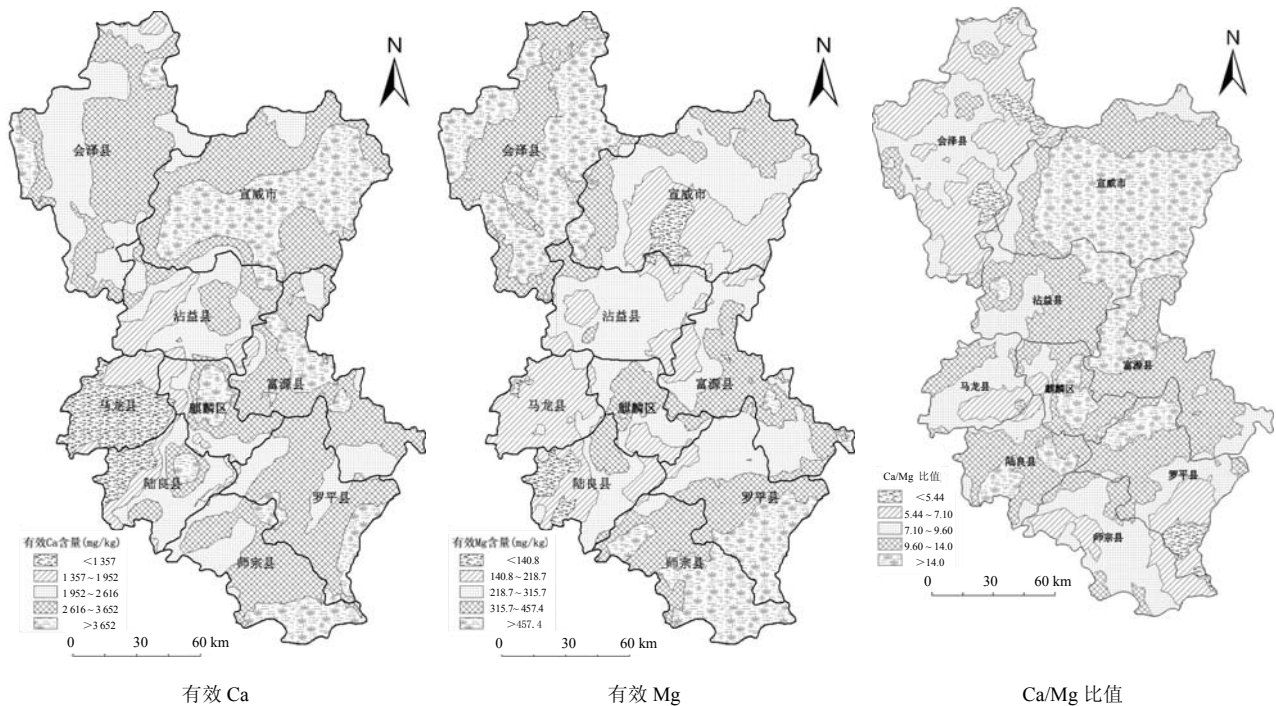 N
会泽县
宣威市
沾益县
富源县
马龙县
麒麟区
陆良县
罗平县
师宗县
有效Ca含量(mg/kg)
<1 357
1 357~1 952
1 952~2 616
2 616~3 652
>3 652
0 30 60 km
有效 Ca
N
会泽县
宣威市
沾益县
富源县
马龙县
麒麟区
陆良县
罗平县
师宗县
有效Mg含量(mg/kg)
<140.8
140.8~218.7
218.7~315.7
315.7~457.4
>457.4
0 30 60 km
有效 Mg
N
会泽县
宣威市
沾益县
富源县
马龙县
麒麟区
陆良县
罗平县
师宗县
Ca/Mg 比值
<5.44
5.44~7.10
7.10~9.60
9.60~14.0
>14.0
0 30 60 km
Ca/Mg 比值